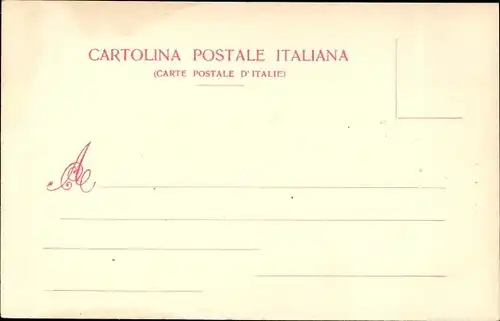 CARTOLINA POSTALE ITALIANA
(CARTE POSTALE D'ITALIE)
A